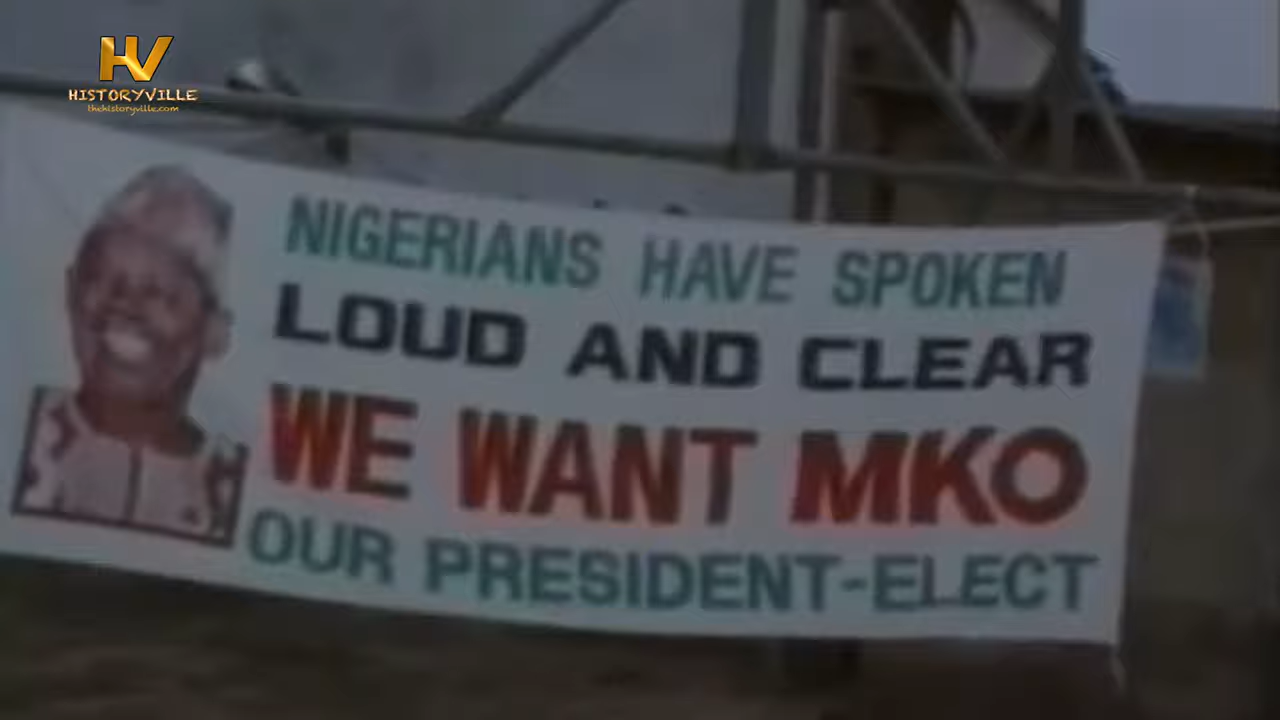 HV
HISTORYVILLE
thehistoryville.com
NIGERIANS HAVE SPOKEN
LOUD AND CLEAR
WE WANT MKO
OUR PRESIDENT-ELECT